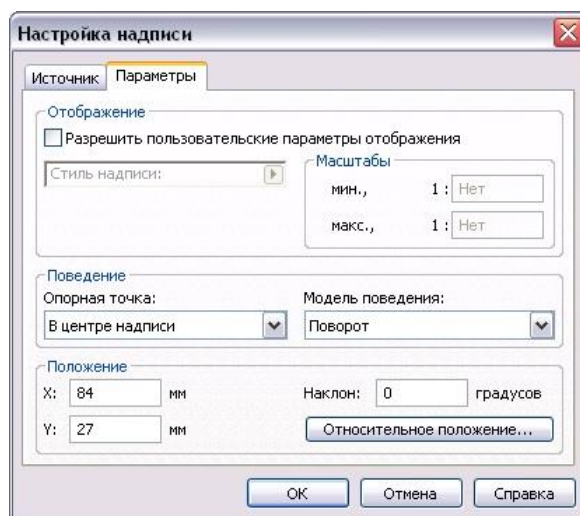 Настройка надписи
Источник Параметры
Отображение
Разрешить пользовательские параметры отображения
Стиль надписи:
Масштабы
мин., 1 : Нет
макс., 1 : Нет
Поведение
Опорная точка: Модель поведения:
В центре надписи Поворот
Положение
X: 84 мм Наклон: 0 градусов
Y: 27 мм Относительное положение...
ОК Отмена Справка